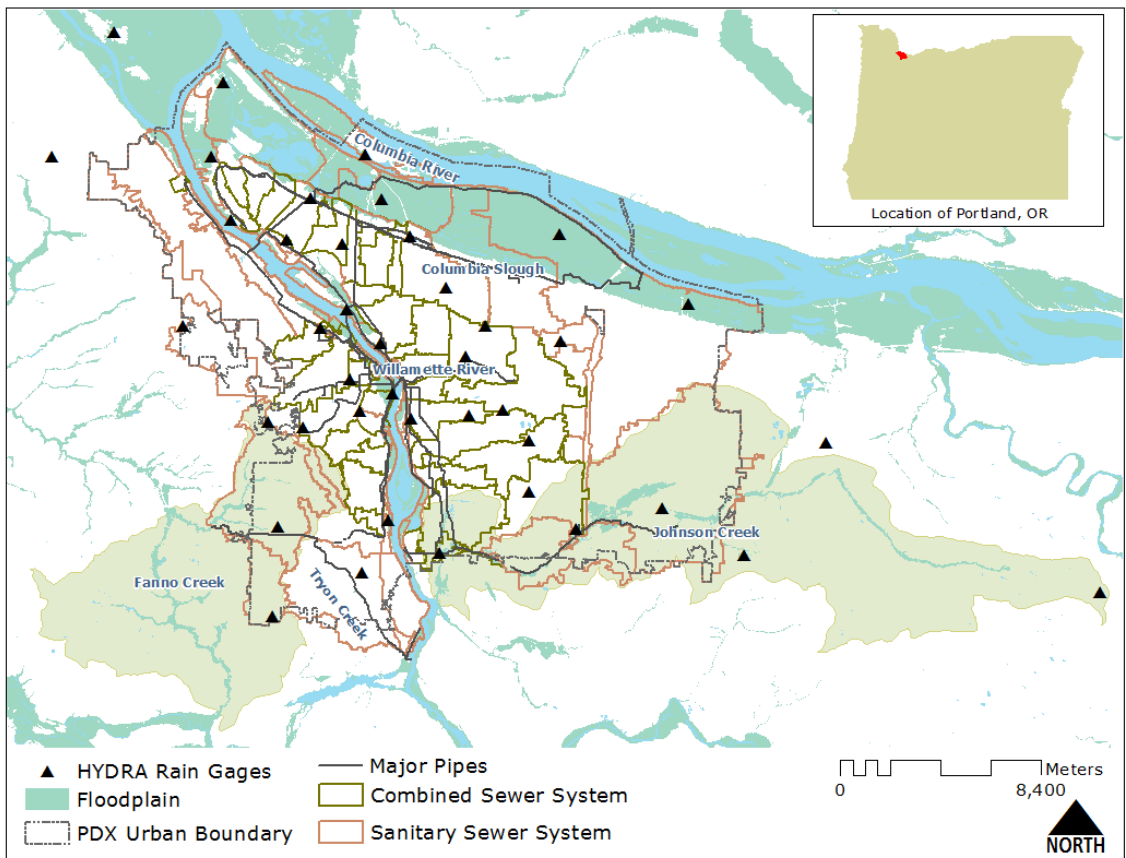 Location of Portland, OR
Columbia River
Columbia Slough
Willamette River
Johnson Creek
Fanno Creek
Tryon Creek
HYDRA Rain Gages
Floodplain
PDX Urban Boundary
Major Pipes
Combined Sewer System
Sanitary Sewer System
Meters
0 8,400
NORTH